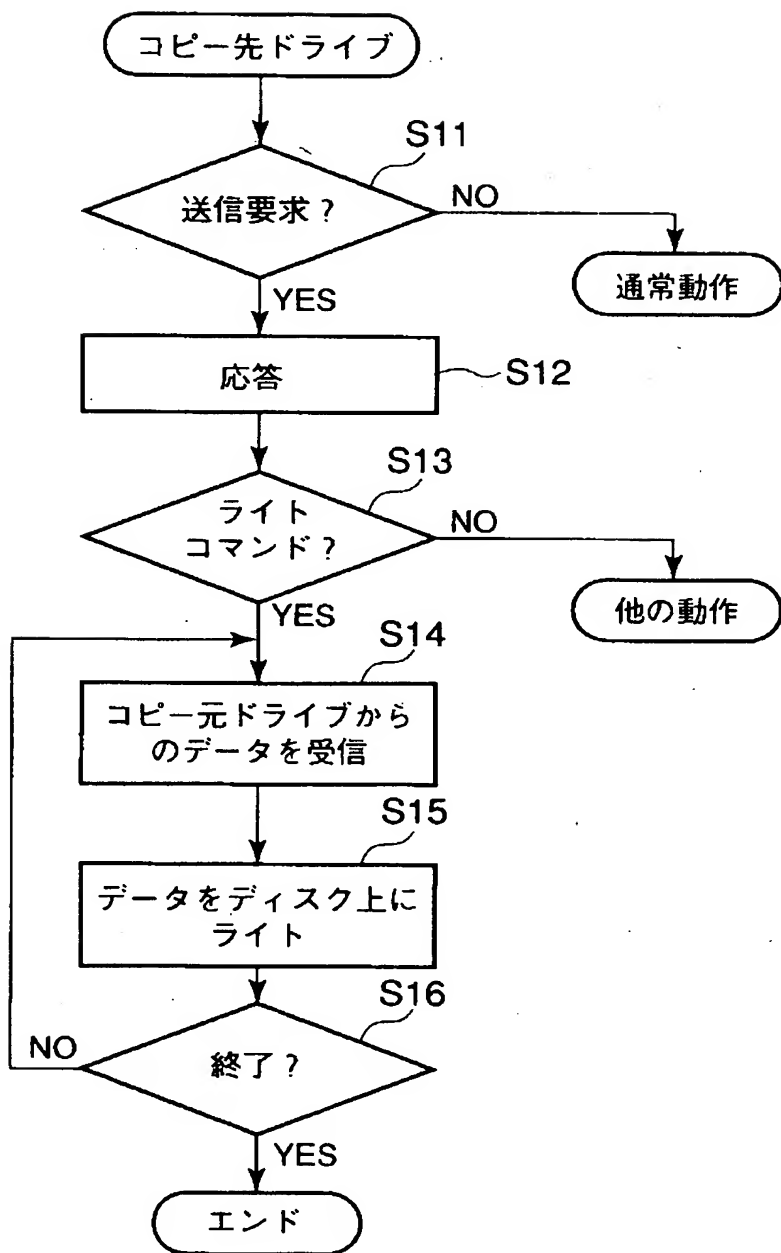 コピー先ドライブ
S11
送信要求？
NO
通常動作
YES
応答
S12
S13
ライト
コマンド？
NO
他の動作
YES
S14
コピー元ドライブから
のデータを受信
S15
データをディスク上に
ライト
S16
NO
終了？
YES
エンド